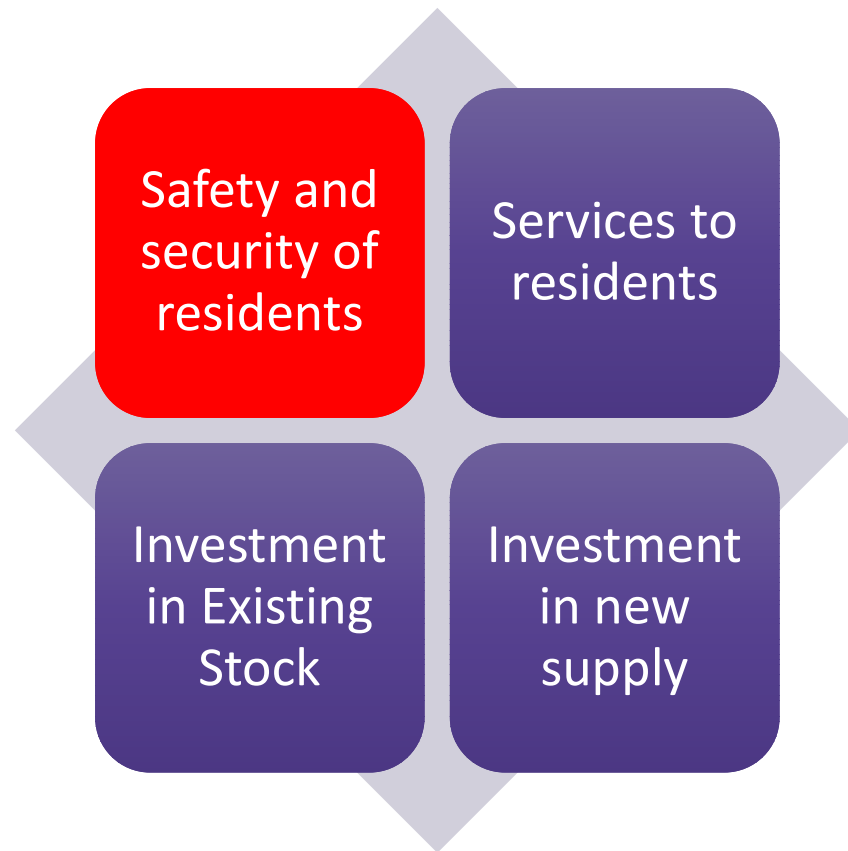 Safety and
security of
residents
Services to
residents
Investment
in Existing
Stock
Investment
in new
supply